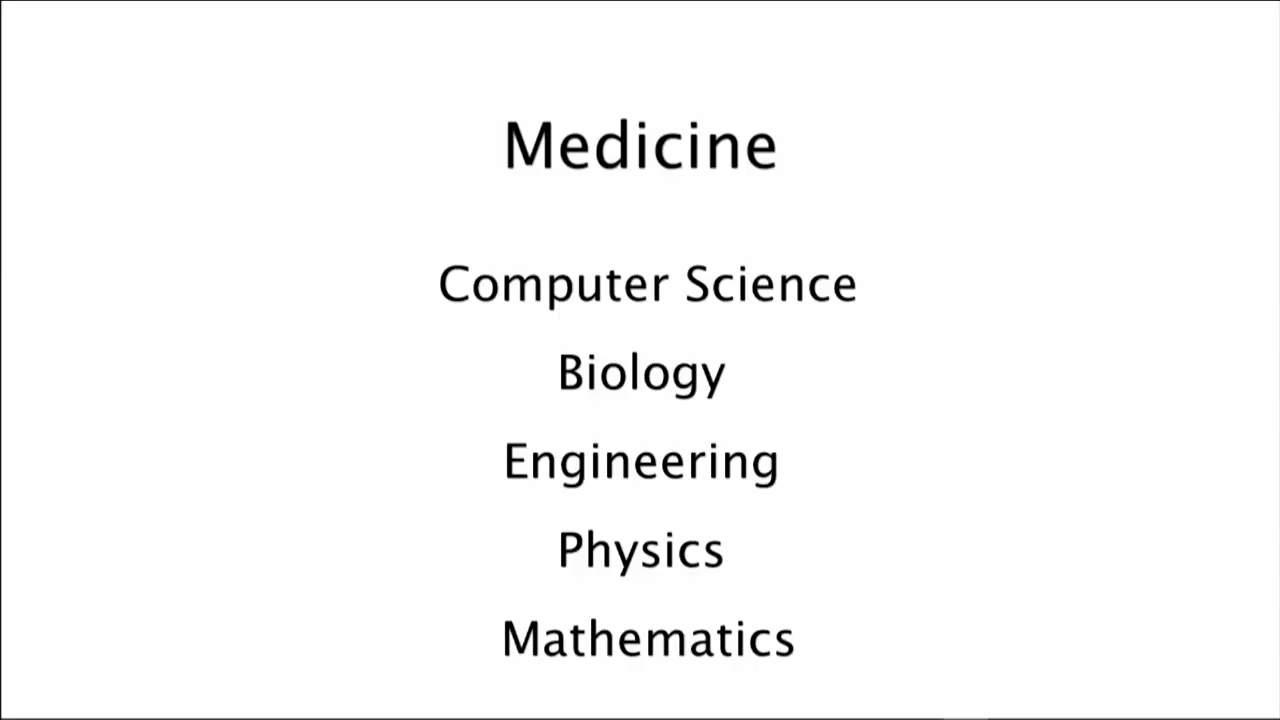 Medicine
Computer Science
Biology
Engineering
Physics
Mathematics